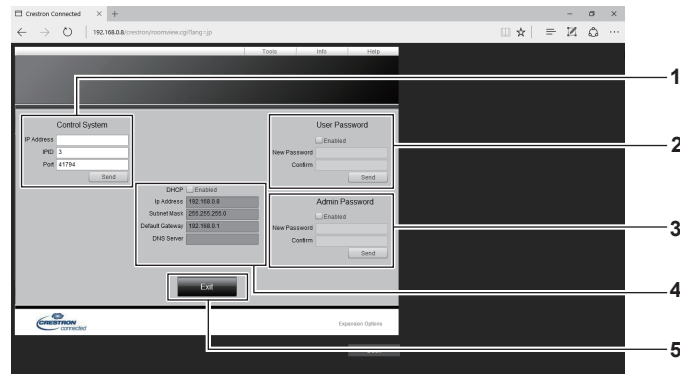 Crestron Connected
192.168.0.8/crestron/roomview.cgi?lang=jp
Tools Info Help
1
Control System
IP Address
IPID 3
Port 41794
Send
User Password
Enabled
New Password
Confirm
Send
2
Admin Password
Enabled
New Password
Confirm
Send
3
DHCP Enabled
Ip Address 192.168.0.8
Subnet Mask 255.255.255.0
Default Gateway 192.168.0.1
DNS Server
4
Exit
5
CRESTRON
connected
Expansion Options